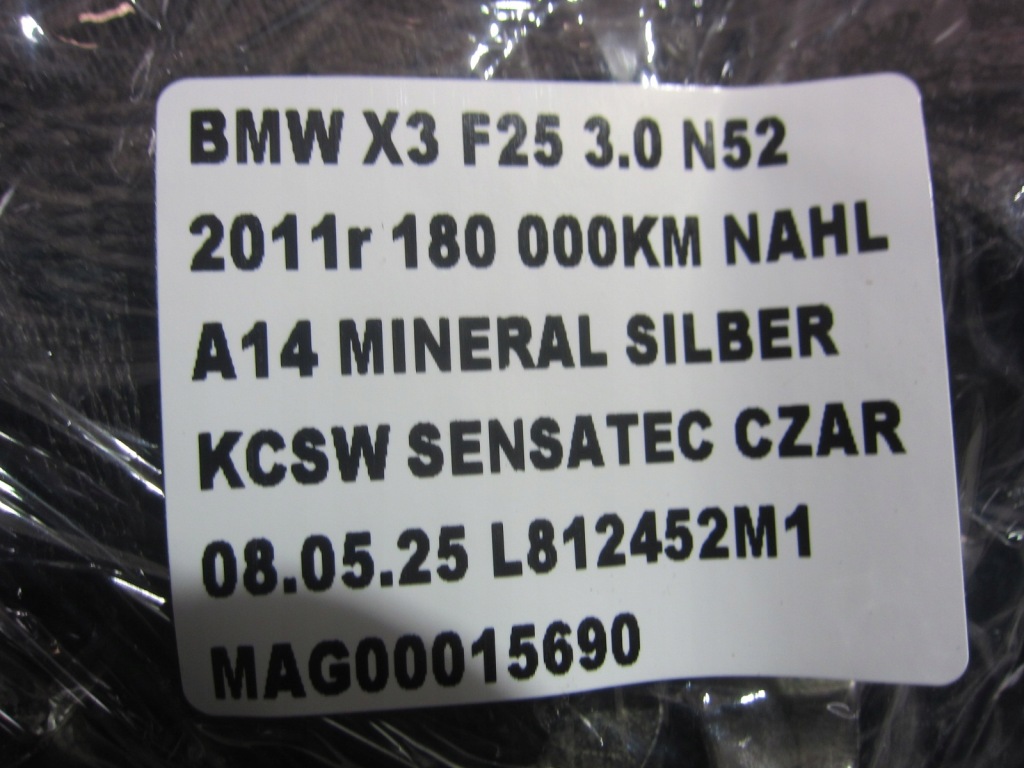 BMW X3 F25 3.0 N52
2011r 180 000KM NAHL
A14 MINERAL SILBER
KCSW SENSATEC CZAR
08.05.25 L812452M1
MAG00015690